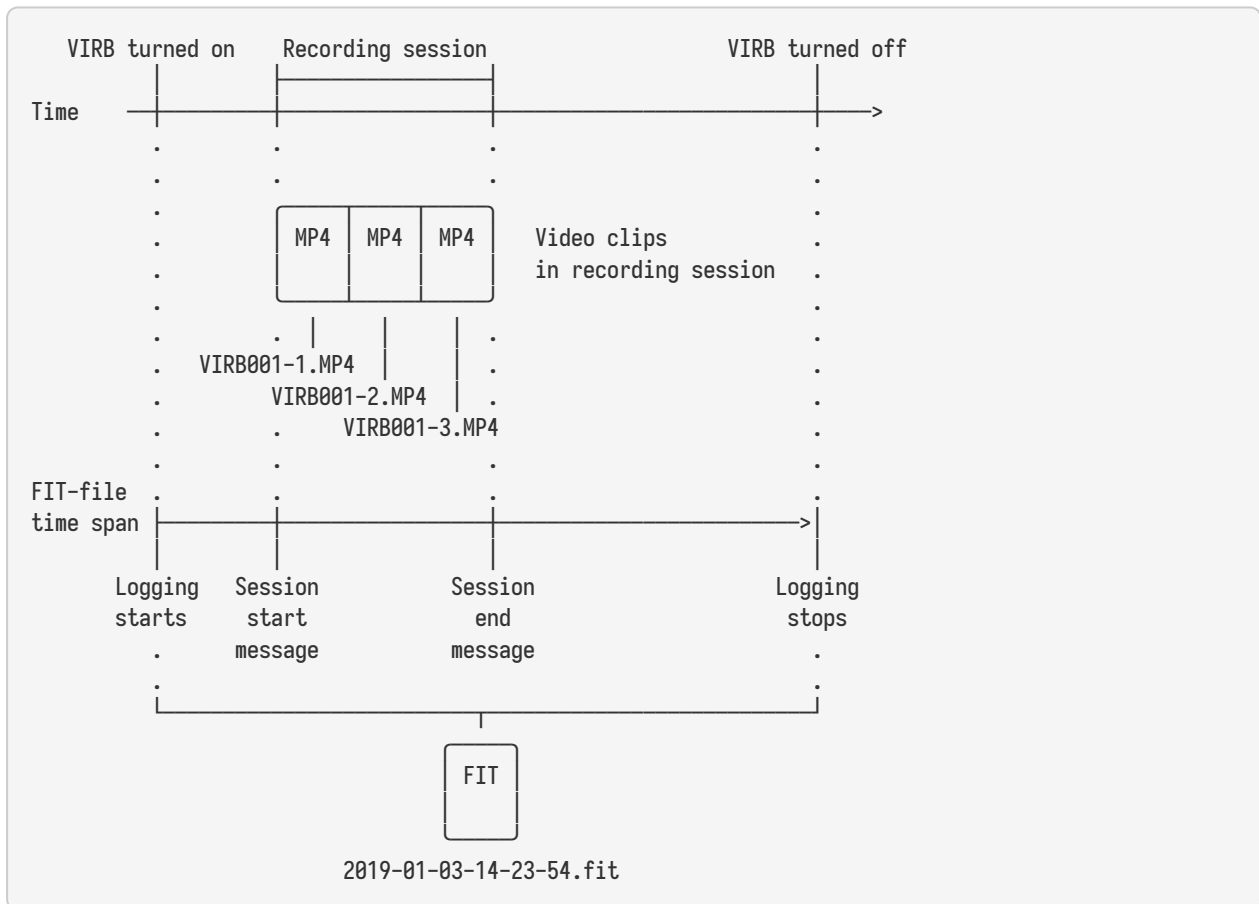 VIRB turned on Recording session VIRB turned off
Time
MP4 MP4 MP4 Video clips
in recording session
VIRB001-1.MP4
VIRB001-2.MP4
VIRB001-3.MP4
FIT-file
time span
Logging Session Session Logging
starts start end stops
message message
FIT
2019-01-03-14-23-54.fit